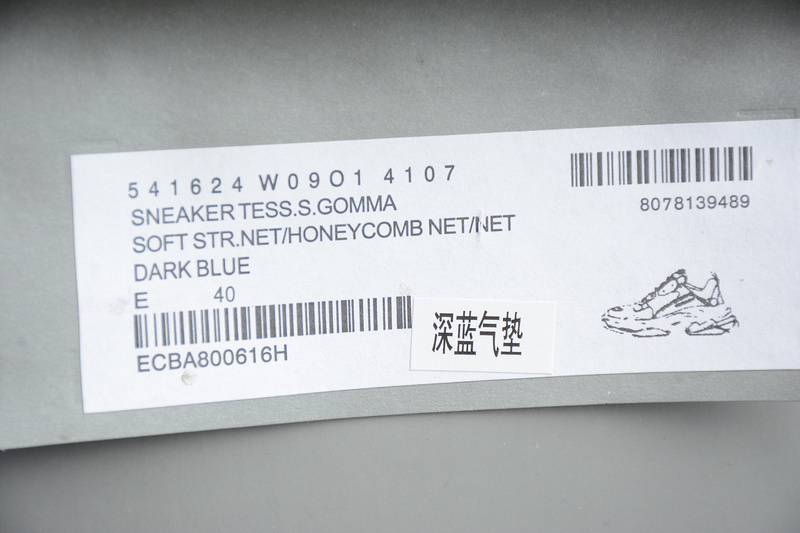 541624 W09O1 4107
8078139489
SNEAKER TESS.S.GOMMA
SOFT STR.NET/HONEYCOMB NET/NET
DARK BLUE
E 40
ECBA800616H
深蓝气垫